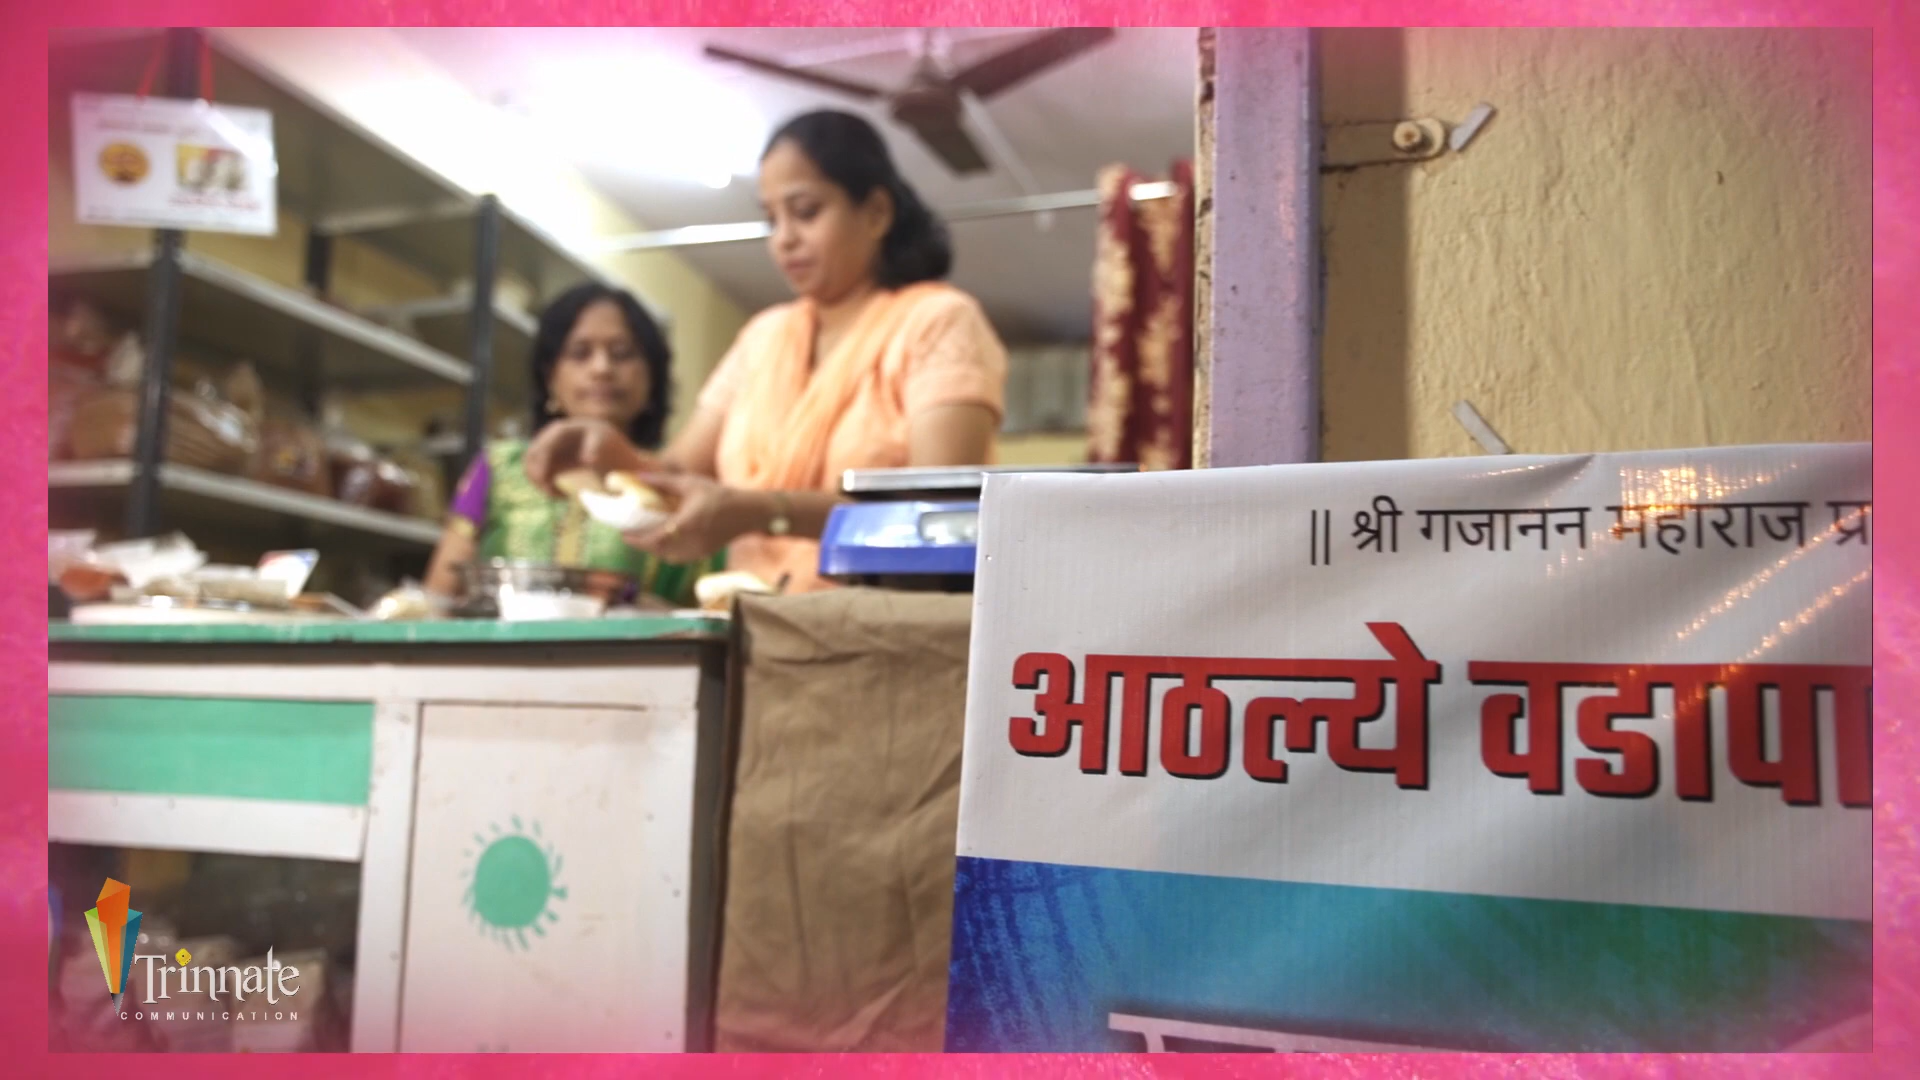 || श्री गजानन महाराज प्र
आठल्ये वडापा
Trinnate
COMMUNICATION